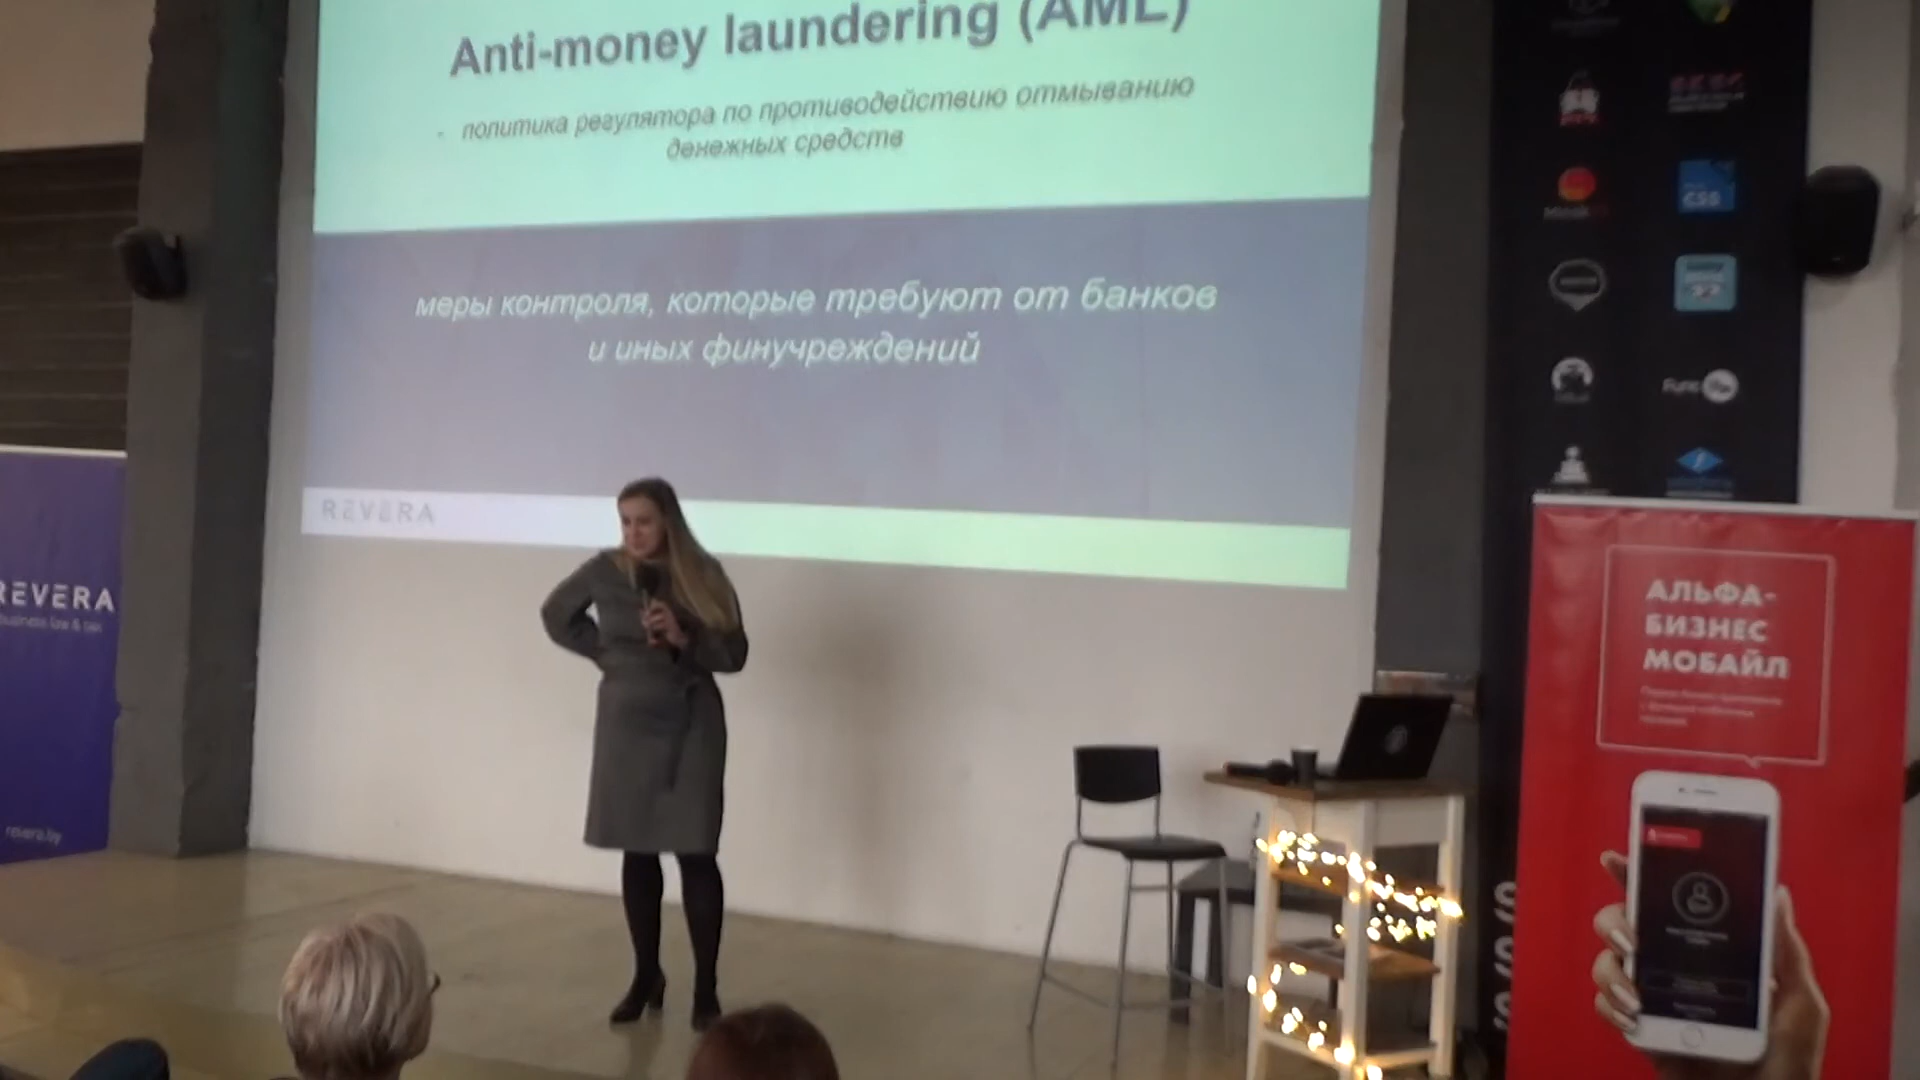 Anti-money laundering (AML)
- политика регулятора по противодействию отмыванию
денежных средств
меры контроля, которые требуют от банков
и иных финучреждений
REVERA
REVERA
business law & tax
revera.by
CSS
АЛЬФА-
БИЗНЕС
МОБАЙЛ